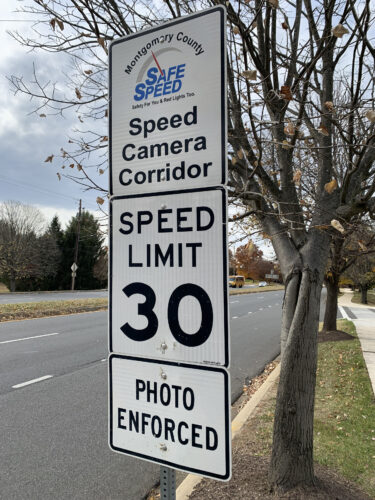 Montgomery County
SAFE
SPEED
Safety For You & Red Lights Too.
Speed
Camera
Corridor
SPEED
LIMIT
30
PHOTO
ENFORCED